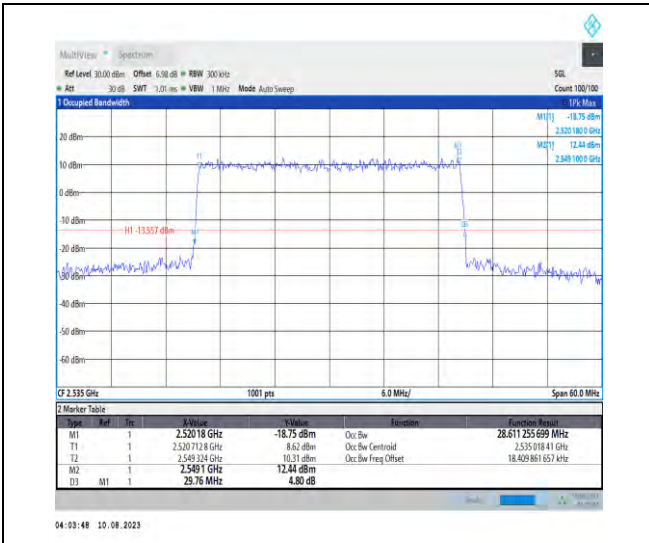 MultiView Spectrum
Ref Level 30.00 dBm Offset 6.98 dB RBW 300 kHz SGL
Att 30 dB SWT 1.01 ms VBW 1 MHz Mode Auto Sweep Count 100/100
1 Occupied Bandwidth 1Pk Max
M1[1] -18.75 dBm
2.520 180 0 GHz
M2[1] 12.44 dBm
2.549 100 0 GHz
20 dBm
T1
10 dBm
0 dBm
-10 dBm
H1 -13.557 dBm
M1
-20 dBm
-30 dBm
-40 dBm
-50 dBm
-60 dBm
CF 2.535 GHz 1001 pts 6.0 MHz/ Span 60.0 MHz
2 Marker Table
Type Ref Trc X-Value Y-Value Function Function Result
M1 1 2.52018 GHz -18.75 dBm Occ Bw 28.611 255 699 MHz
T1 1 2.520 712 8 GHz 8.62 dBm Occ Bw Centroid 2.535 018 41 GHz
T2 1 2.549 324 GHz 10.31 dBm Occ Bw Freq Offset 18.409 861 657 kHz
M2 1 2.5491 GHz 12.44 dBm
D3 M1 1 29.76 MHz 4.80 dB
04:03:48 10.08.2023